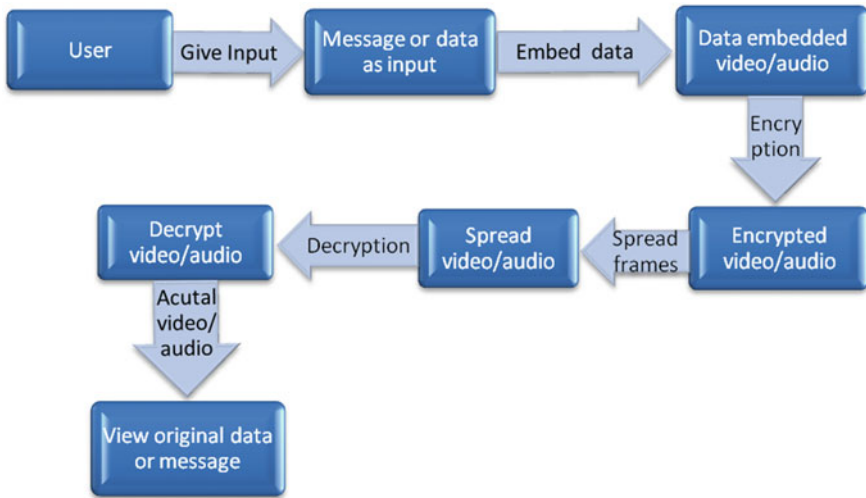 User
Give Input
Message or data
as input
Embed data
Data embedded
video/audio
Encry
ption
Encrypted
video/audio
Spread
frames
Spread
video/audio
Decryption
Decrypt
video/audio
Acutal
video/
audio
View original data
or message